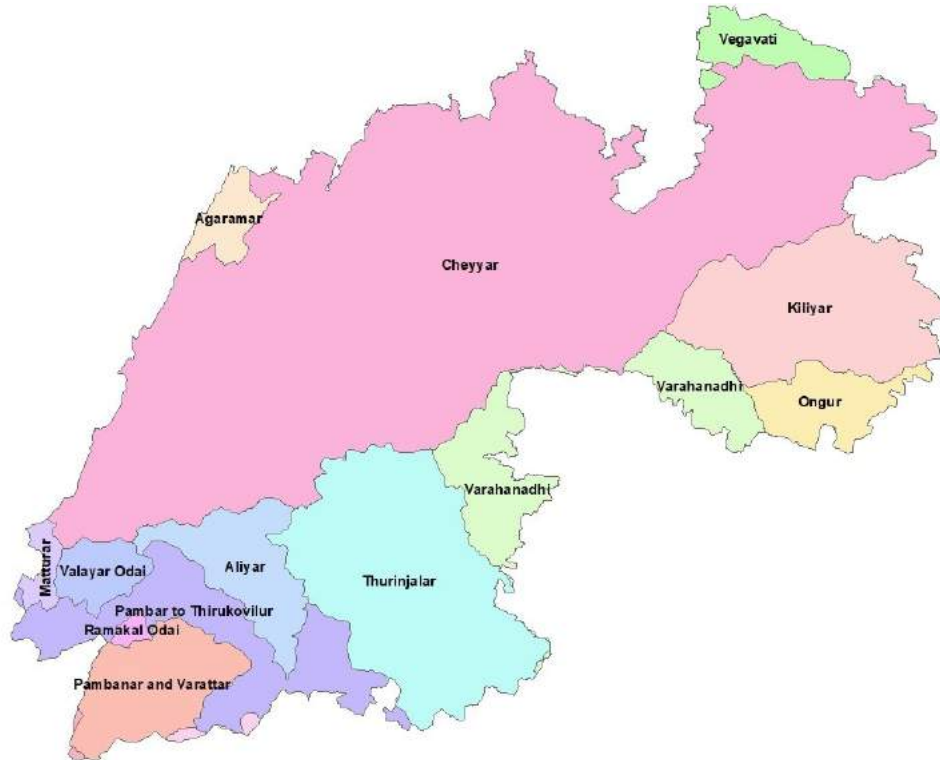 Vegavati
Agaramar
Cheyyar
Kiliyar
Varahanadhi
Ongur
Varahanadhi
Matturar
Valayar Odai
Aliyar
Thurinjalar
Pambar to Thirukovilur
Ramakal Odai
Pambanar and Varattar